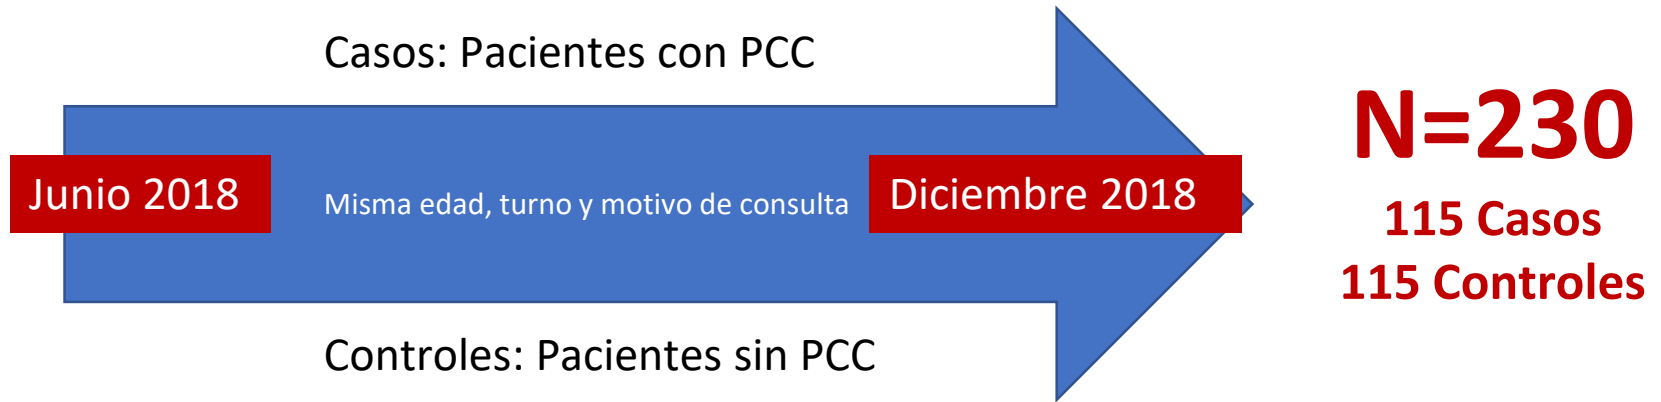 Casos: Pacientes con PCC
Junio 2018
Misma edad, turno y motivo de consulta
Diciembre 2018
Controles: Pacientes sin PCC
N=230
115 Casos
115 Controles